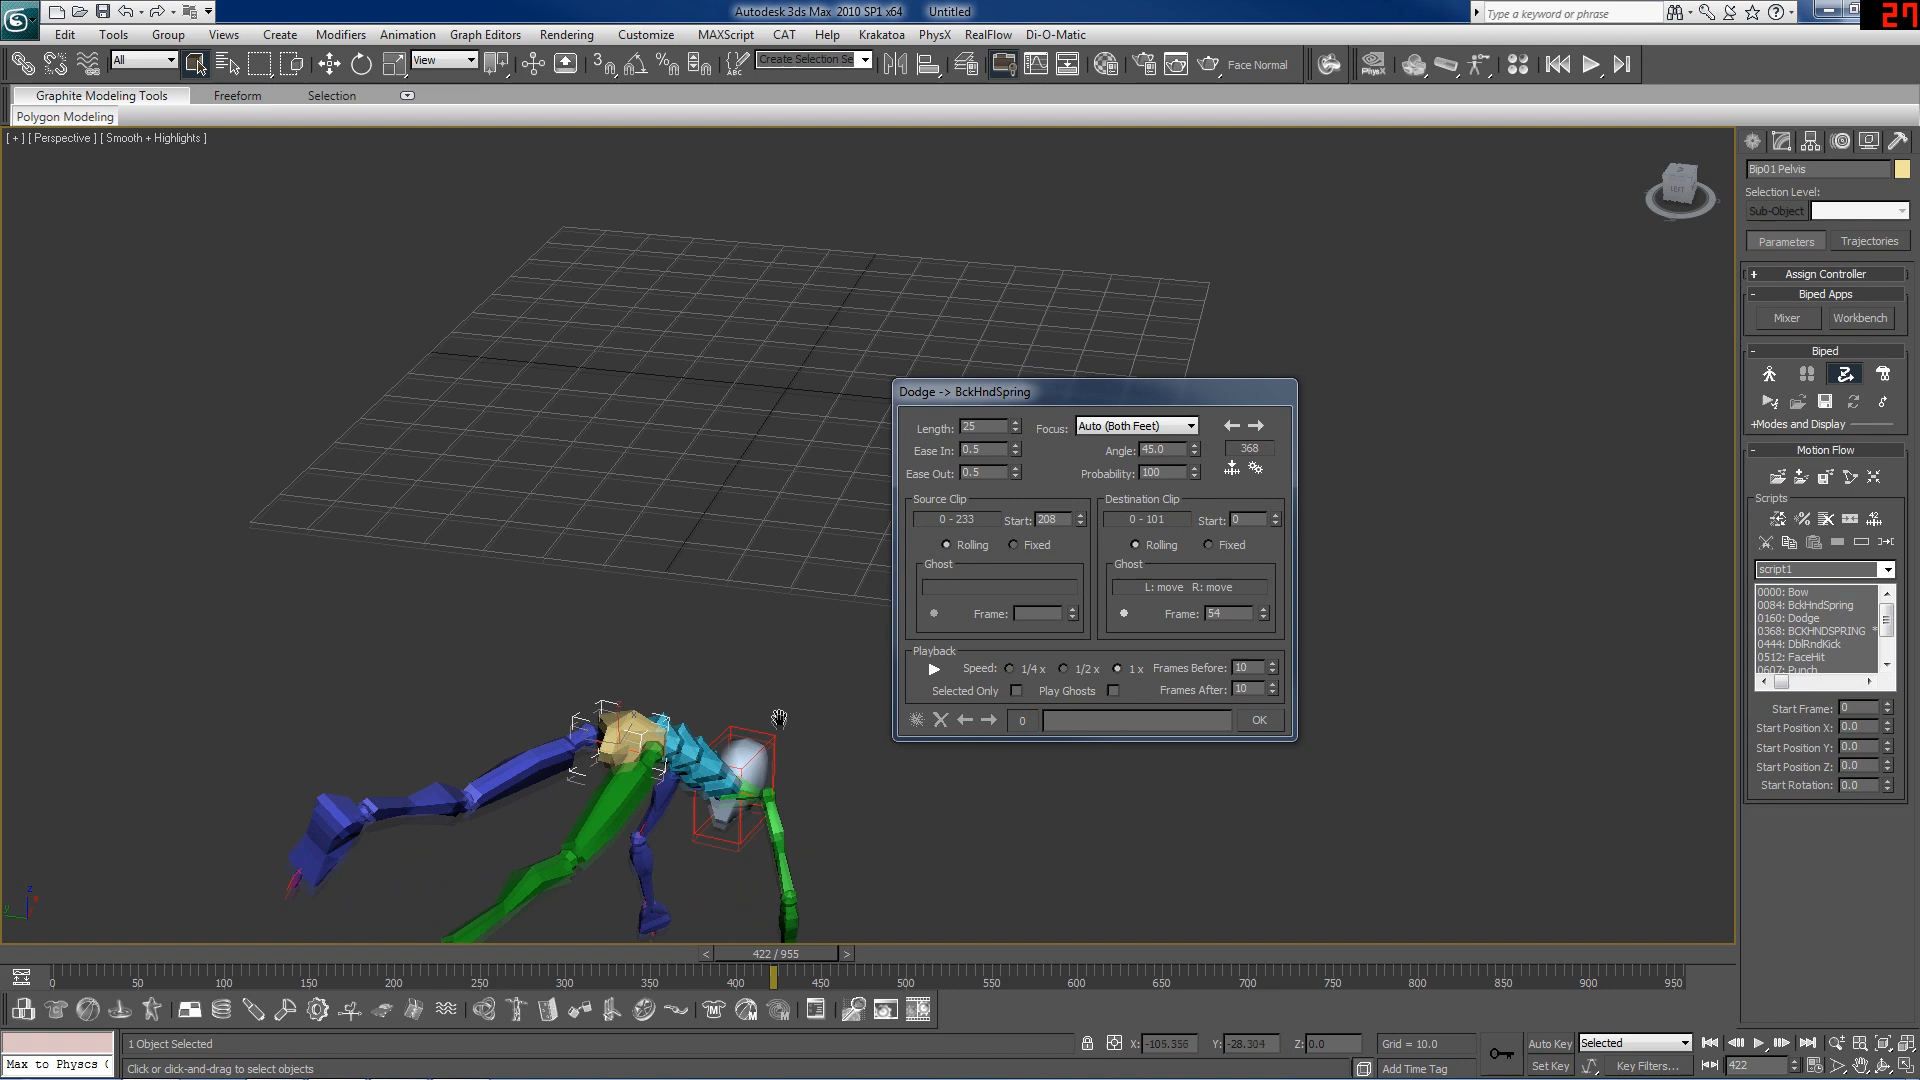 Autodesk 3ds Max 2010 SP1 x64 Untitled
Type a keyword or phrase
27
Edit Tools Group Views Create Modifiers Animation Graph Editors Rendering Customize MAXScript CAT Help Krakatoa PhysX RealFlow Di-O-Matic
All View Create Selection Se Face Normal
Graphite Modeling Tools Freeform Selection
Polygon Modeling
[ + ] [ Perspective ] [ Smooth + Highlights ]
LEFT
Bip01 Pelvis
Selection Level:
Sub-Object
Parameters Trajectories
+ Assign Controller
- Biped Apps
Mixer Workbench
- Biped
+Modes and Display
- Motion Flow
Scripts
script1
0000: Bow
0084: BckHndSpring
0160: Dodge
0368: BCKHNDSPRING *
0444: DblRndKick
0512: FaceHit
0607: Punch
Start Frame: 0
Start Position X: 0.0
Start Position Y: 0.0
Start Position Z: 0.0
Start Rotation: 0.0
Dodge -> BckHndSpring
Length: 25 Focus: Auto (Both Feet)
Ease In: 0.5 Angle: 45.0 368
Ease Out: 0.5 Probability: 100
Source Clip Destination Clip
0 - 233 Start: 208 0 - 101 Start: 0
Rolling Fixed Rolling Fixed
Ghost Ghost
L: move R: move
Frame: Frame: 54
Playback
Speed: 1/4 x 1/2 x 1 x Frames Before: 10
Selected Only Play Ghosts Frames After: 10
0 OK
z
y
< 422 / 955 >
0 50 100 150 200 250 300 350 400 450 500 550 600 650 700 750 800 850 900 950
1 Object Selected X: -105.356 Y: -28.304 Z: 0.0 Grid = 10.0 Auto Key Selected
Max to Physcs ( Click or click-and-drag to select objects Add Time Tag Set Key Key Filters... 422